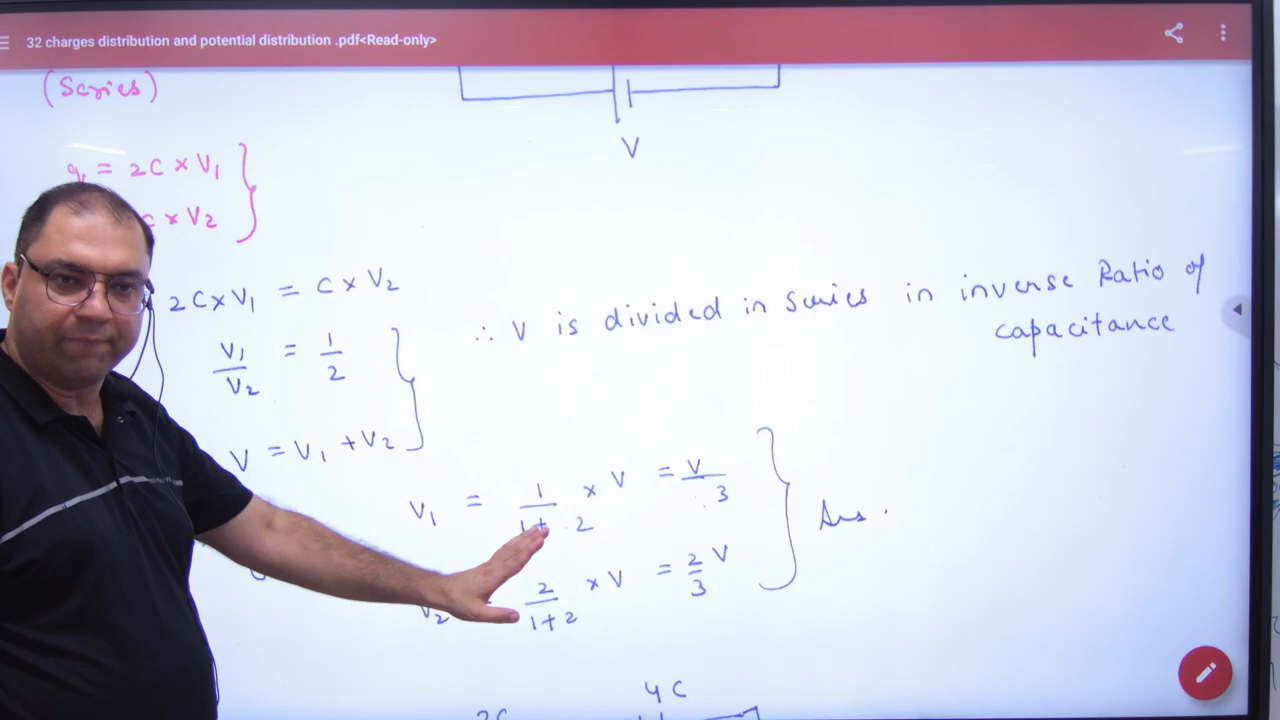 32 charges distribution and potential distribution .pdf<Read-only>
(Series)
V
q = 2C × V1
C × V2
2C×V1 = C × V2
∴ V is divided in series in inverse Ratio of
capacitance
V1/V2 = 1/2
V = V1 + V2
V1 = 1/1+2 × V = V/3
Ans.
V2 = 2/1+2 × V = 2/3 V
4C
2C